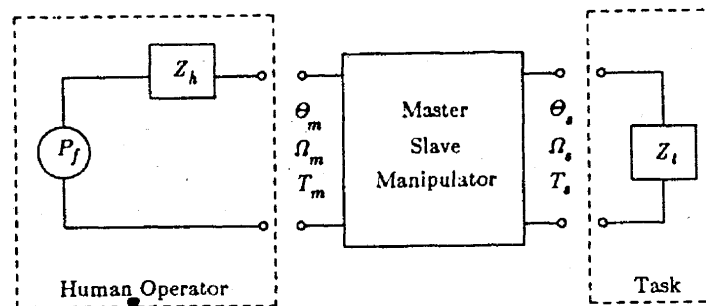 Z_h
P_f
Θ_m
Ω_m
T_m
Master
Slave
Manipulator
Θ_s
Ω_s
T_s
Z_t
Human Operator
Task